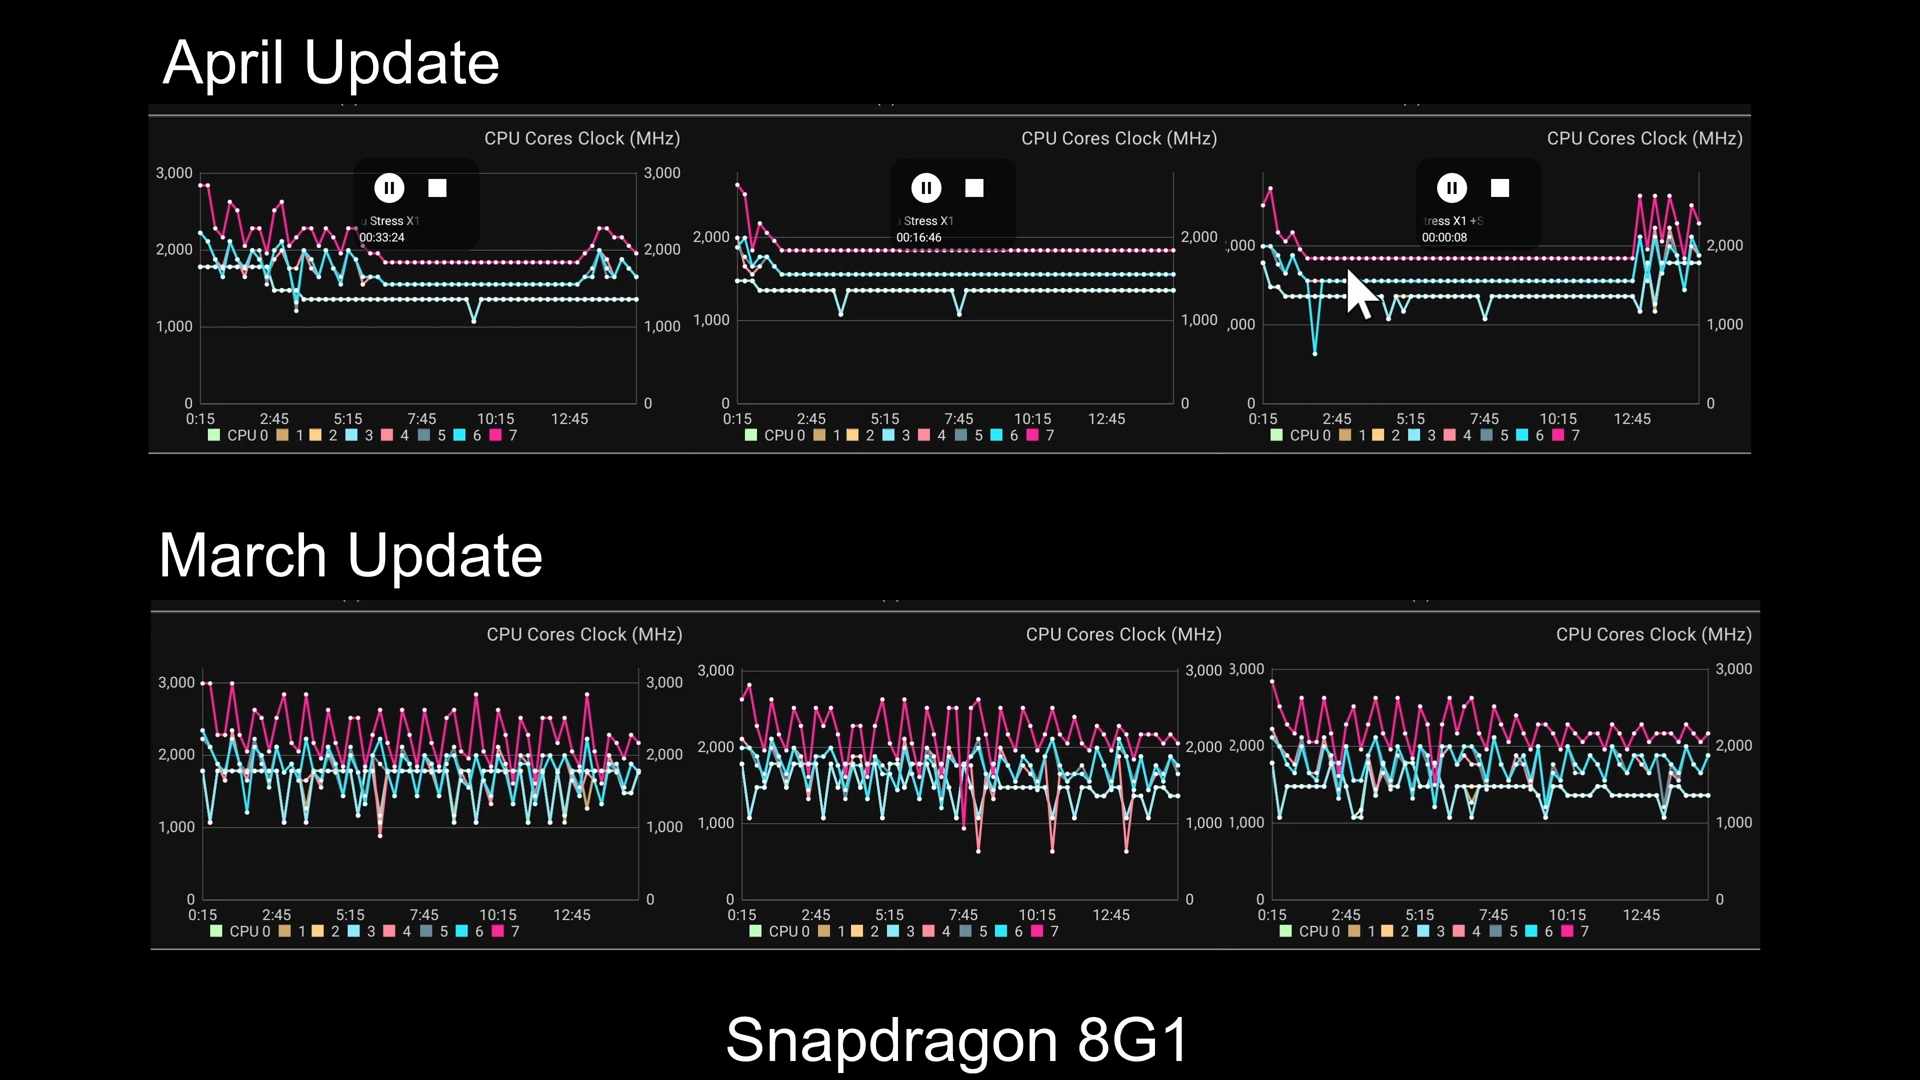 April Update
CPU Cores Clock (MHz)
3,000
2,000
1,000
0
3,000
2,000
1,000
0
Stress X1
00:33:24
0:15 2:45 5:15 7:45 10:15 12:45
CPU 0 1 2 3 4 5 6 7
CPU Cores Clock (MHz)
2,000
1,000
0
2,000
1,000
0
Stress X1
00:16:46
0:15 2:45 5:15 7:45 10:15 12:45
CPU 0 1 2 3 4 5 6 7
CPU Cores Clock (MHz)
,000
,000
0
2,000
1,000
0
tress X1 +S
00:00:08
0:15 2:45 5:15 7:45 10:15 12:45
CPU 0 1 2 3 4 5 6 7
March Update
CPU Cores Clock (MHz)
3,000
2,000
1,000
0
3,000
2,000
1,000
0
0:15 2:45 5:15 7:45 10:15 12:45
CPU 0 1 2 3 4 5 6 7
CPU Cores Clock (MHz)
3,000
2,000
1,000
0
3,000
2,000
1,000
0
0:15 2:45 5:15 7:45 10:15 12:45
CPU 0 1 2 3 4 5 6 7
CPU Cores Clock (MHz)
3,000
2,000
1,000
0
3,000
2,000
1,000
0
0:15 2:45 5:15 7:45 10:15 12:45
CPU 0 1 2 3 4 5 6 7
Snapdragon 8G1